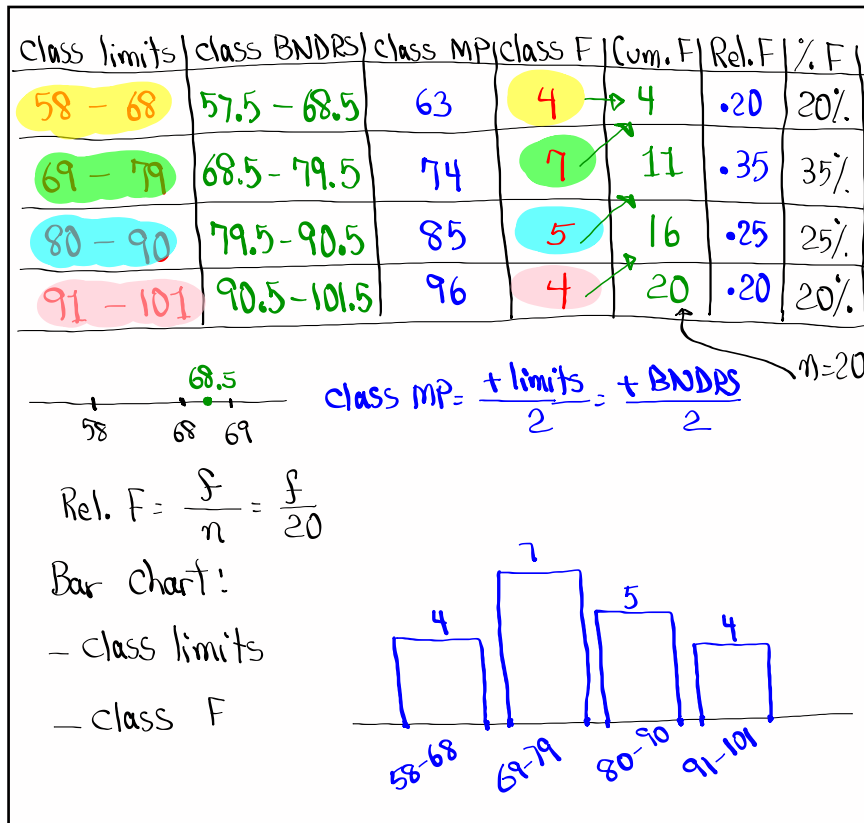 class limits class BNDRS class MP class F Cum. F Rel. F %. F
58 - 68 57.5 - 68.5 63 4 4 .20 20%.
69 - 79 68.5 - 79.5 74 7 11 .35 35%.
80 - 90 79.5 - 90.5 85 5 16 .25 25%.
91 - 101 90.5 - 101.5 96 4 20 .20 20%.
n=20
68.5
58 68 69
class MP = + limits / 2 = + BNDRS / 2
Rel. F = f / n = f / 20
Bar chart:
- class limits
- class F
4 7 5 4
58-68 69-79 80-90 91-101